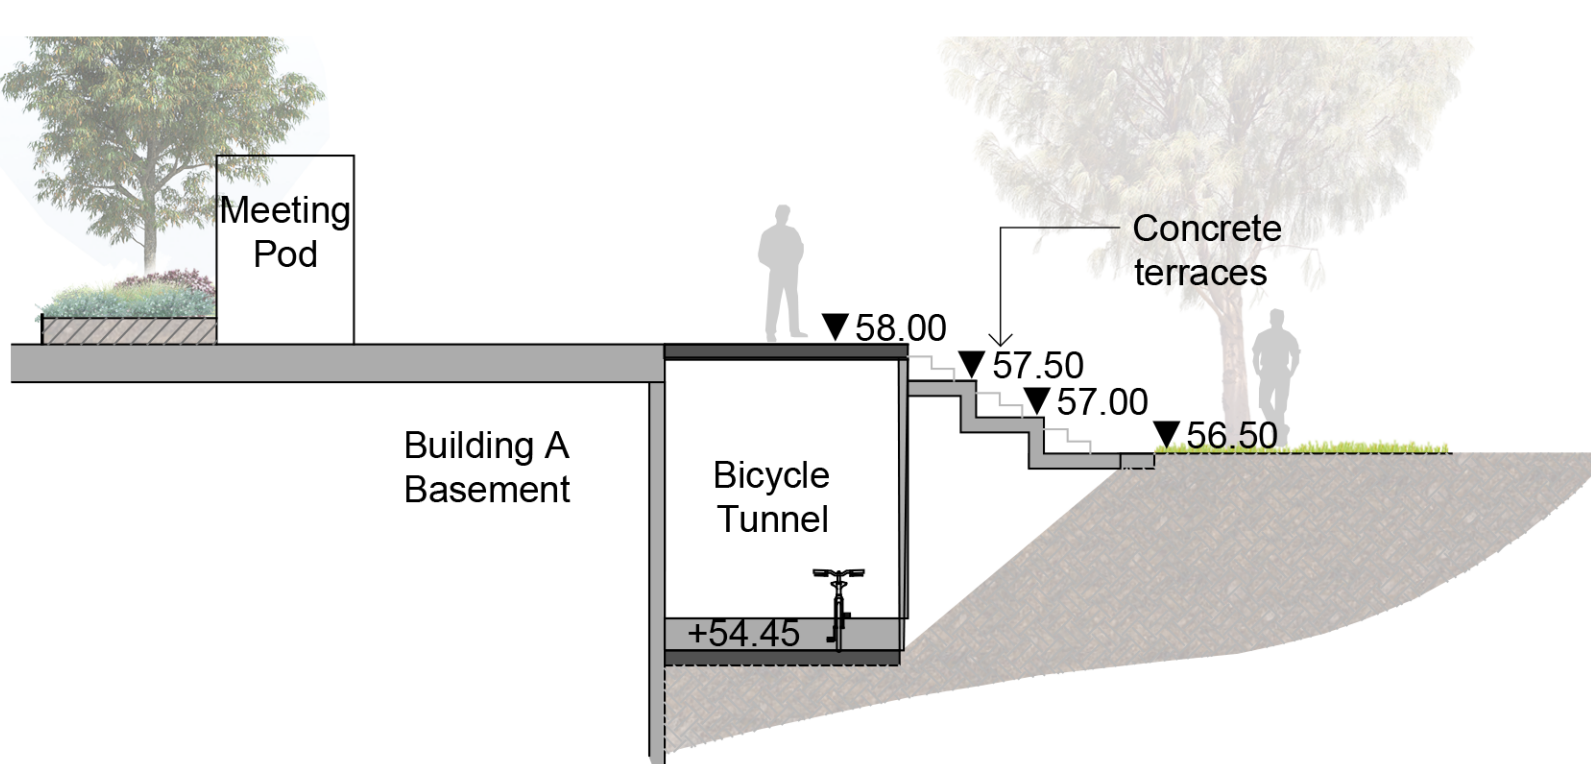 Meeting
Pod
Concrete
terraces
58.00
57.50
57.00
56.50
Building A
Basement
Bicycle
Tunnel
+54.45